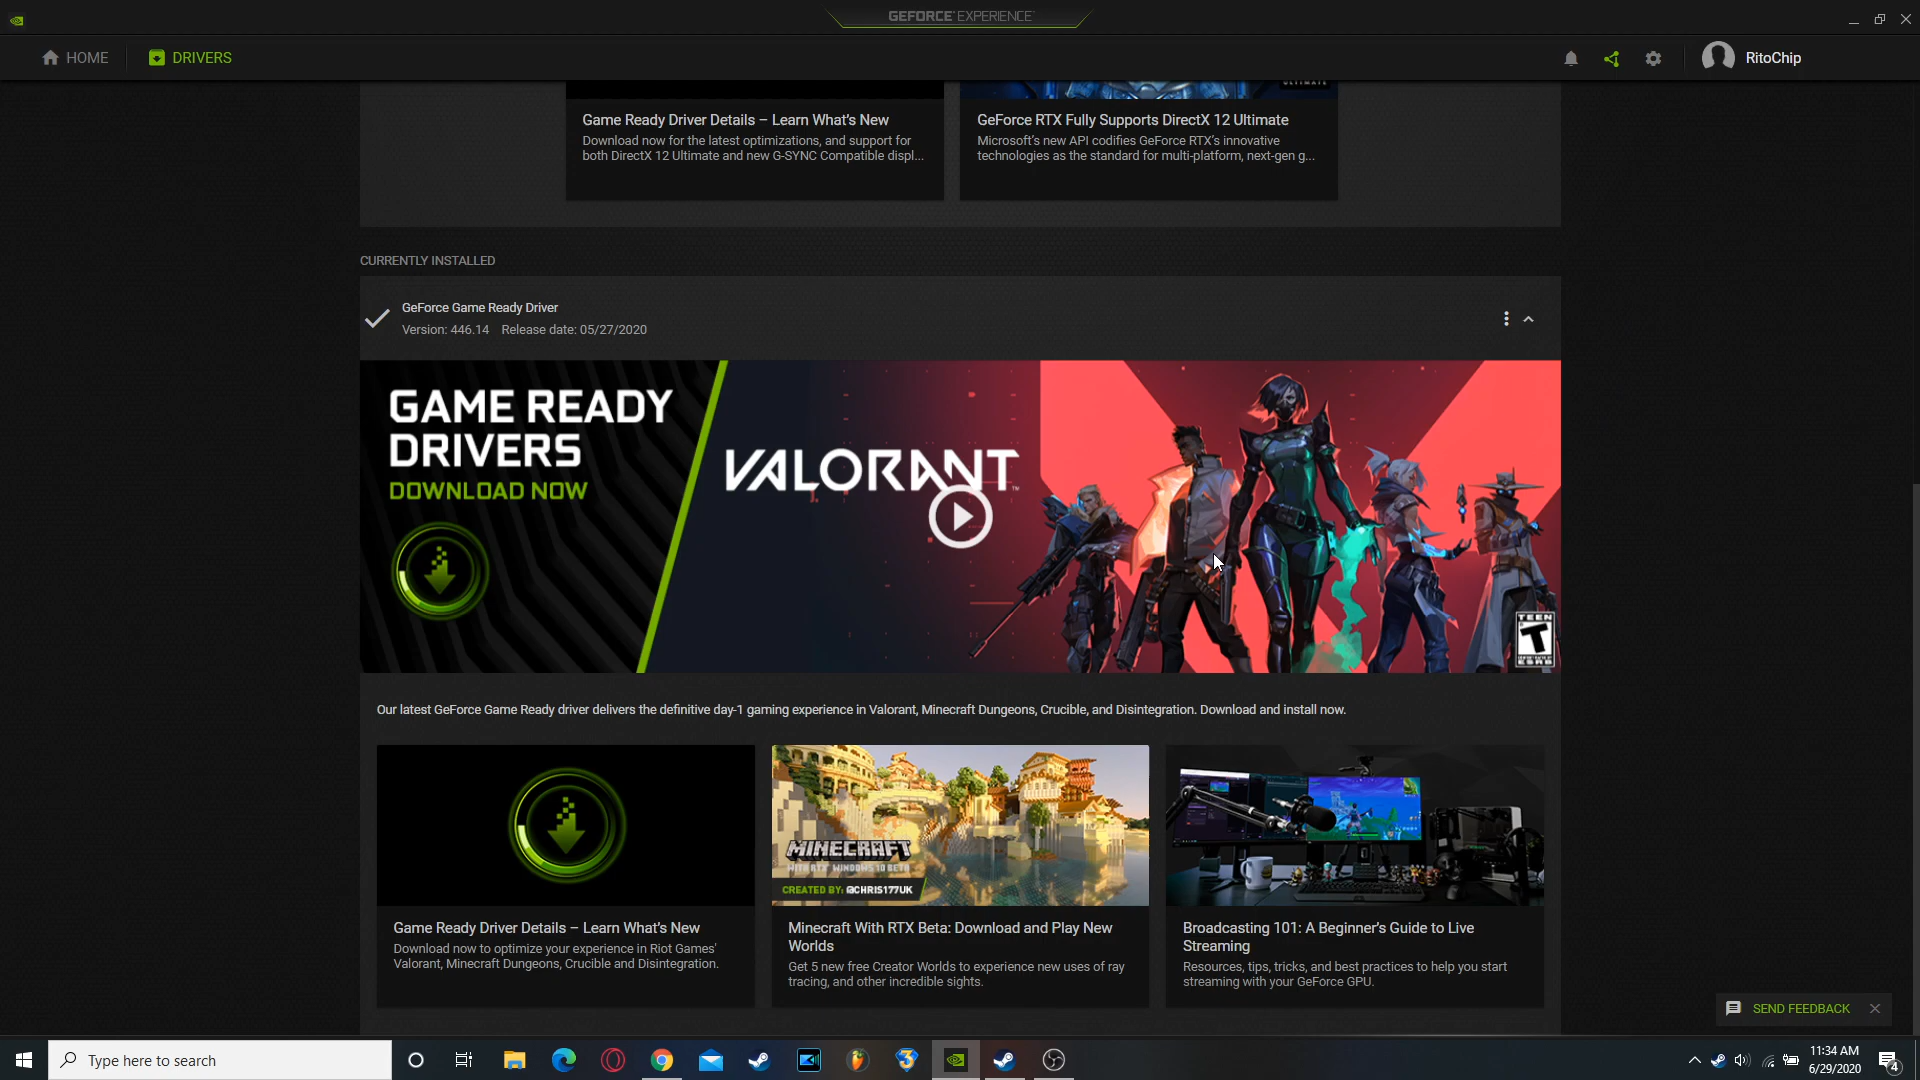 GEFORCE EXPERIENCE
HOME
DRIVERS
RitoChip
Game Ready Driver Details – Learn What's New
Download now for the latest optimizations, and support for
both DirectX 12 Ultimate and new G-SYNC Compatible displ...
ULTIMATE
GeForce RTX Fully Supports DirectX 12 Ultimate
Microsoft's new API codifies GeForce RTX's innovative
technologies as the standard for multi-platform, next-gen g...
CURRENTLY INSTALLED
GeForce Game Ready Driver
Version: 446.14 Release date: 05/27/2020
GAME READY
DRIVERS
DOWNLOAD NOW
VALORANT
TEEN
T
ESRB
Our latest GeForce Game Ready driver delivers the definitive day-1 gaming experience in Valorant, Minecraft Dungeons, Crucible, and Disintegration. Download and install now.
Game Ready Driver Details – Learn What's New
Download now to optimize your experience in Riot Games'
Valorant, Minecraft Dungeons, Crucible and Disintegration.
MINECRAFT
WITH RTX WINDOWS 10 BETA
CREATED BY: @CHRIS177UK
Minecraft With RTX Beta: Download and Play New
Worlds
Get 5 new free Creator Worlds to experience new uses of ray
tracing, and other incredible sights.
Broadcasting 101: A Beginner's Guide to Live
Streaming
Resources, tips, tricks, and best practices to help you start
streaming with your GeForce GPU.
SEND FEEDBACK
Type here to search
11:34 AM
6/29/2020
4